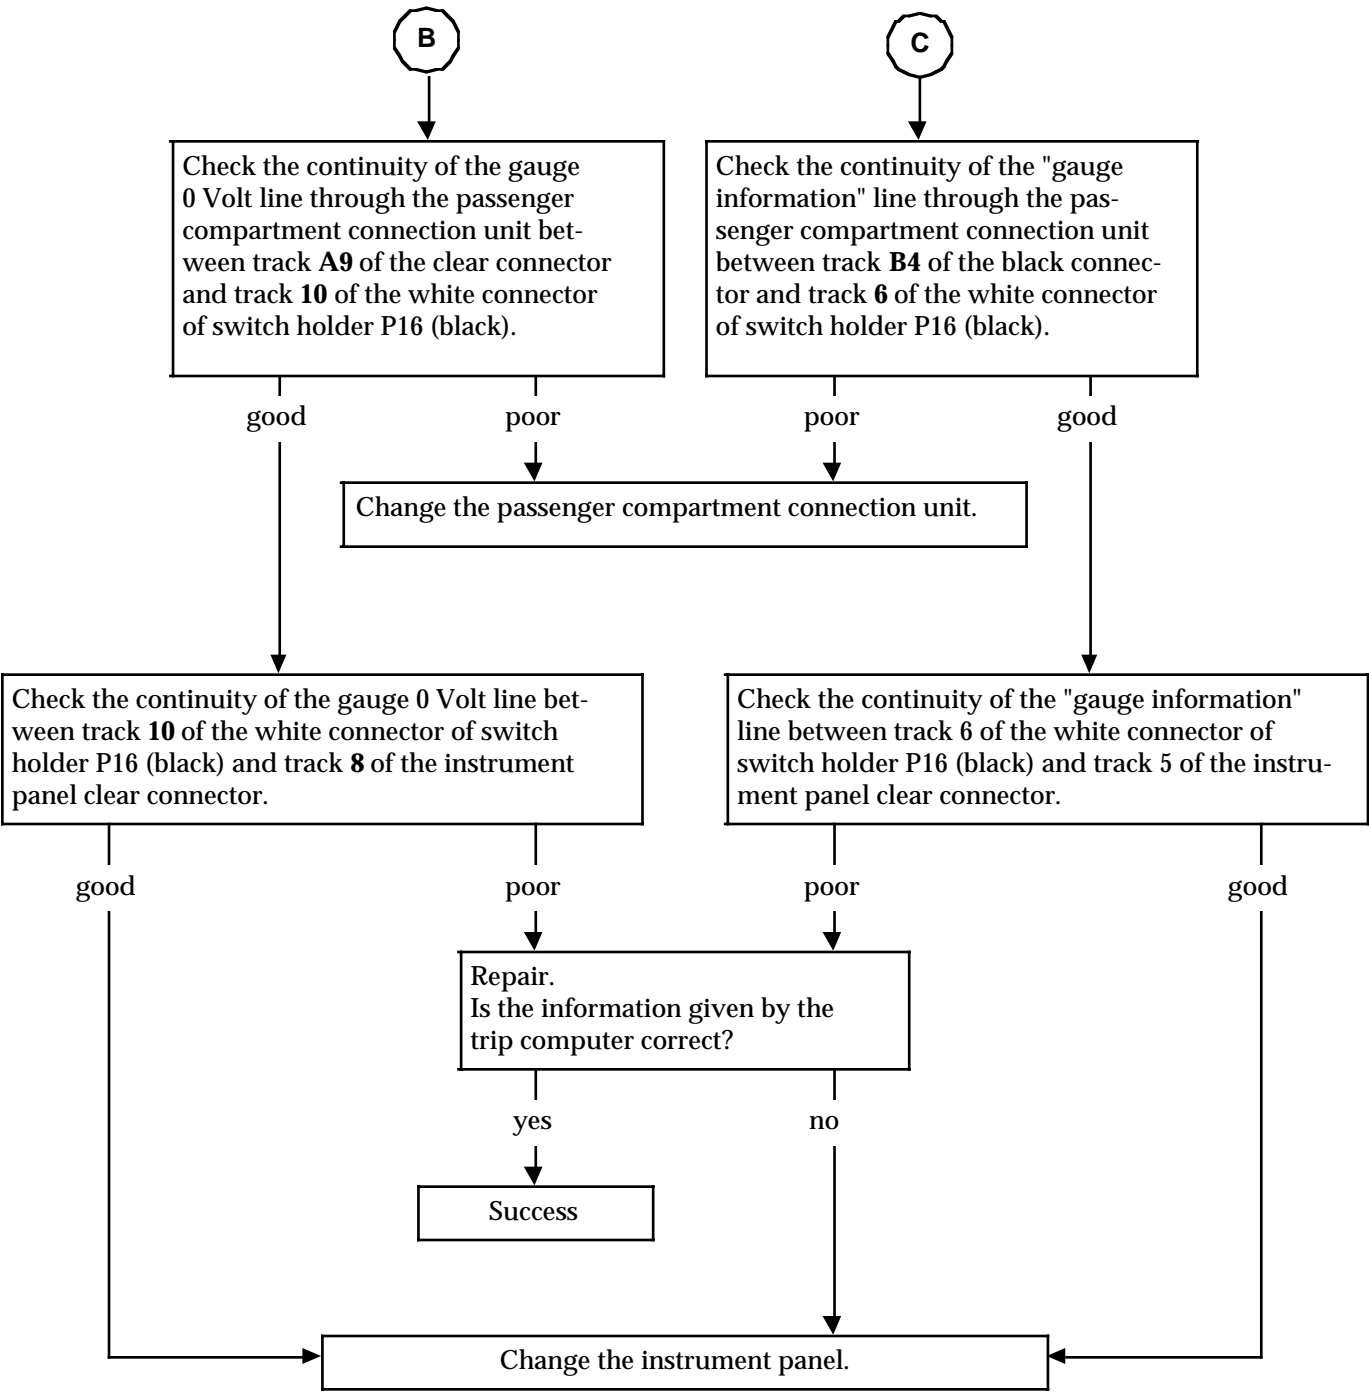 B
C
Check the continuity of the gauge
0 Volt line through the passenger
compartment connection unit bet-
ween track A9 of the clear connector
and track 10 of the white connector
of switch holder P16 (black).
Check the continuity of the "gauge
information" line through the pas-
senger compartment connection unit
between track B4 of the black connec-
tor and track 6 of the white connector
of switch holder P16 (black).
good
poor
poor
good
Change the passenger compartment connection unit.
Check the continuity of the gauge 0 Volt line bet-
ween track 10 of the white connector of switch
holder P16 (black) and track 8 of the instrument
panel clear connector.
Check the continuity of the "gauge information"
line between track 6 of the white connector of
switch holder P16 (black) and track 5 of the instru-
ment panel clear connector.
good
poor
poor
good
Repair.
Is the information given by the
trip computer correct?
yes
no
Success
Change the instrument panel.